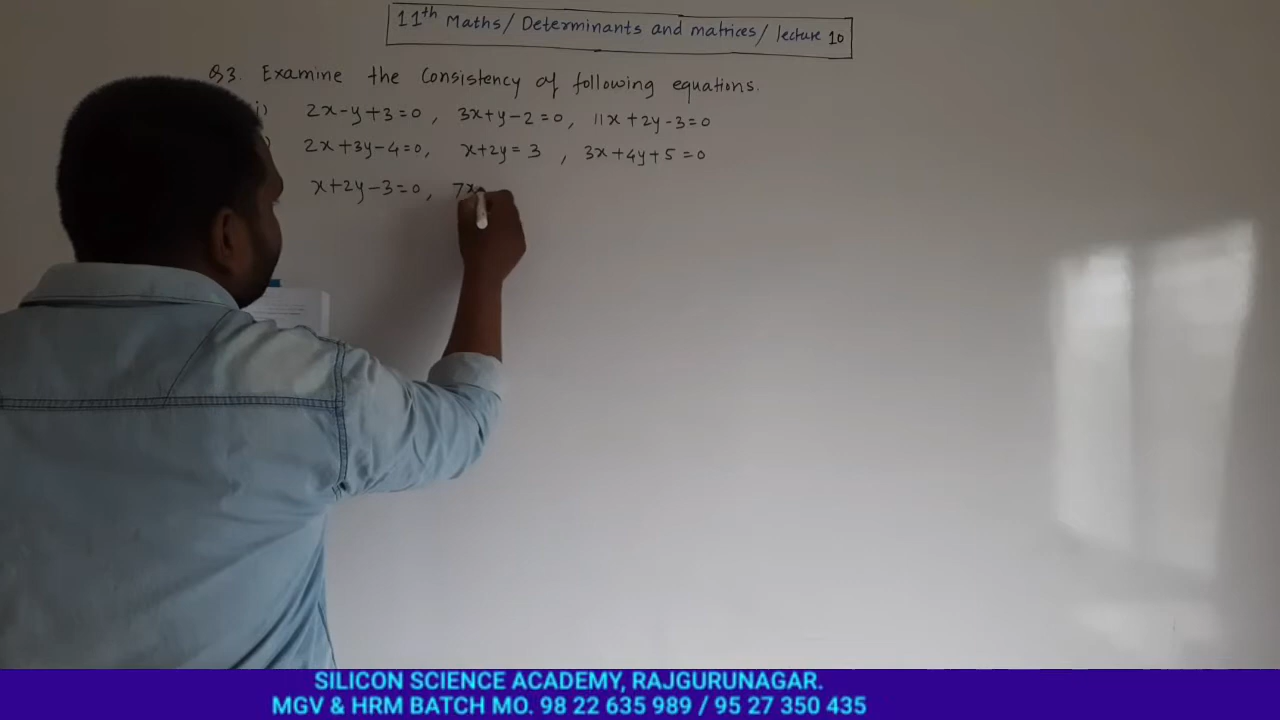 11th Maths/ Determinants and matrices/ lecture 10
Q3. Examine the Consistency of following equations.
i) 2x-y+3=0, 3x+y-2=0, 11x+2y-3=0
) 2x+3y-4=0, x+2y=3, 3x+4y+5=0
x+2y-3=0, 7x
SILICON SCIENCE ACADEMY, RAJGURUNAGAR.
MGV & HRM BATCH MO. 98 22 635 989 / 95 27 350 435